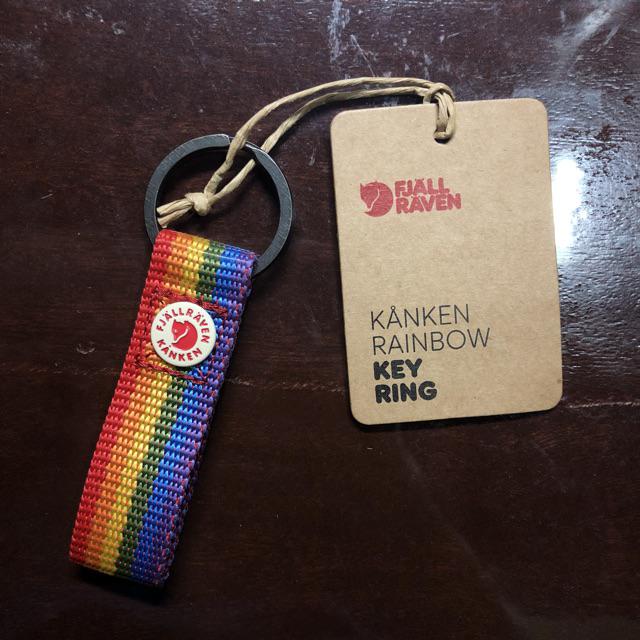 FJÄLLRÄVEN
KÅNKEN
FJÄLL
RÄVEN
KÅNKEN
RAINBOW
KEY
RING